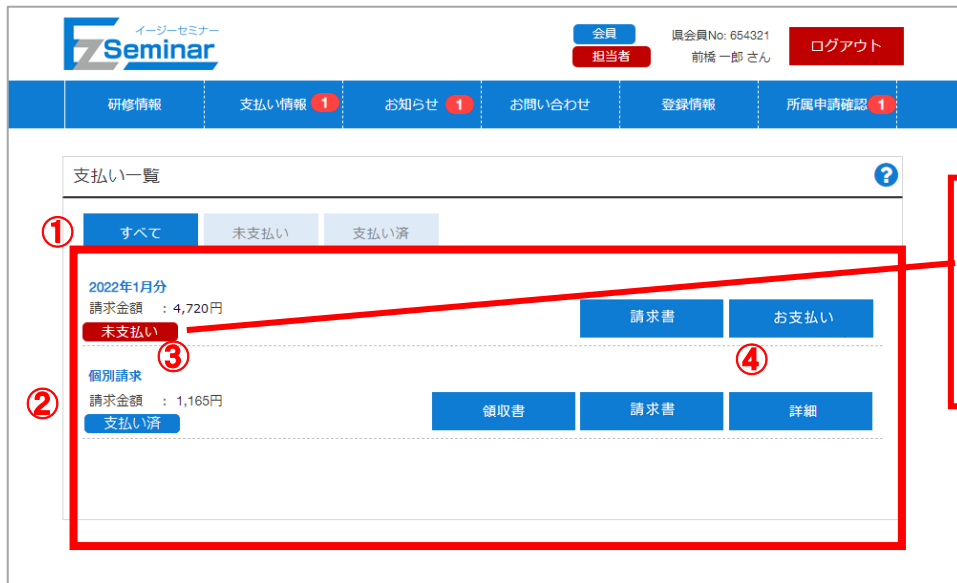 イージーセミナー
EZSeminar
会員
担当者
県会員No: 654321
前橋 一郎 さん
ログアウト
研修情報
支払い情報 1
お知らせ 1
お問い合わせ
登録情報
所属申請確認 1
支払い一覧
?
①
すべて
未支払い
支払い済
2022年1月分
請求金額 : 4,720円
未支払い
請求書
お支払い
③
④
②
個別請求
請求金額 : 1,165円
支払い済
領収書
請求書
詳細